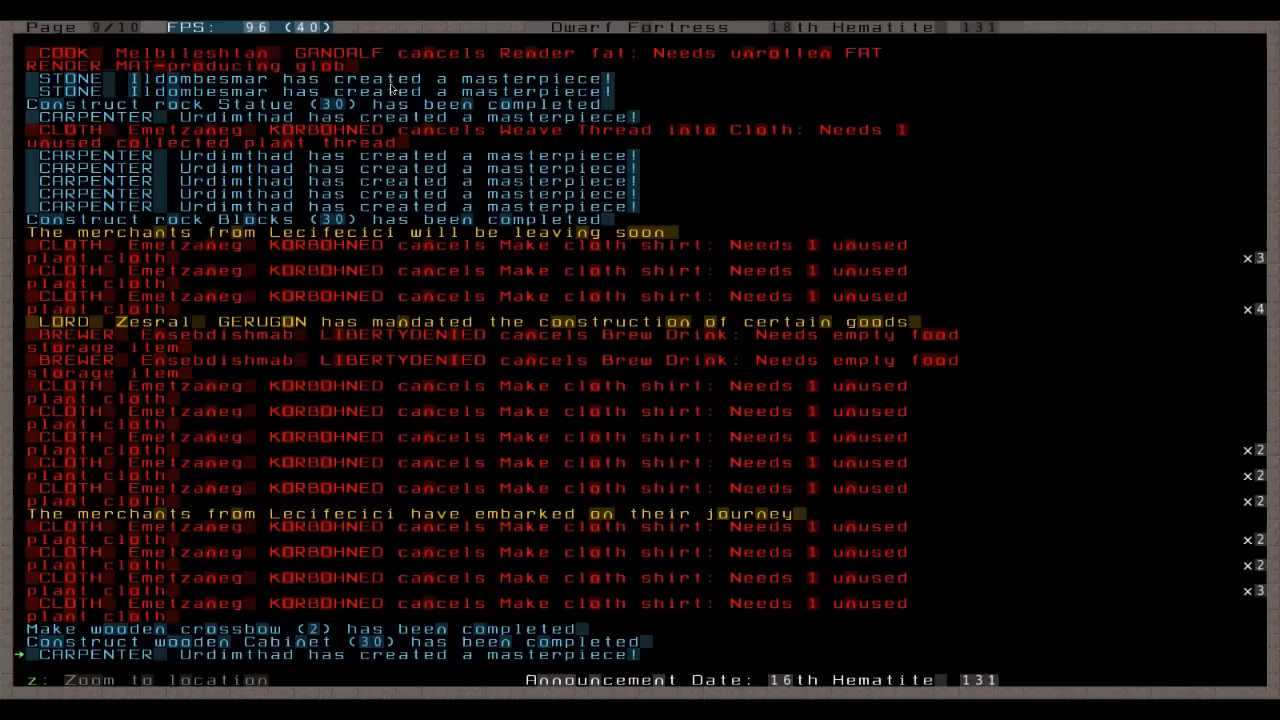 Page 9/10 FPS: 96 (40) Dwarf Fortress 18th Hematite 131
COOK Melbileshtan GANDALF cancels Render fat: Needs unrotten FAT
RENDER_MAT-producing glob
STONE Ildombesmar has created a masterpiece!
STONE Ildombesmar has created a masterpiece!
Construct rock Statue (30) has been completed
CARPENTER Urdimthad has created a masterpiece!
CLOTH Emetzaneg KORBOHNED cancels Weave Thread into Cloth: Needs 1
unused collected plant thread
CARPENTER Urdimthad has created a masterpiece!
CARPENTER Urdimthad has created a masterpiece!
CARPENTER Urdimthad has created a masterpiece!
CARPENTER Urdimthad has created a masterpiece!
CARPENTER Urdimthad has created a masterpiece!
Construct rock Blocks (30) has been completed
The merchants from Lecifecici will be leaving soon
CLOTH Emetzaneg KORBOHNED cancels Make cloth shirt: Needs 1 unused
plant cloth x3
CLOTH Emetzaneg KORBOHNED cancels Make cloth shirt: Needs 1 unused
plant cloth
CLOTH Emetzaneg KORBOHNED cancels Make cloth shirt: Needs 1 unused
plant cloth x4
LORD Zesral GERUGON has mandated the construction of certain goods
BREWER Ensebdishmab LIBERTYDENIED cancels Brew Drink: Needs empty food
storage item
BREWER Ensebdishmab LIBERTYDENIED cancels Brew Drink: Needs empty food
storage item
CLOTH Emetzaneg KORBOHNED cancels Make cloth shirt: Needs 1 unused
plant cloth
CLOTH Emetzaneg KORBOHNED cancels Make cloth shirt: Needs 1 unused
plant cloth
CLOTH Emetzaneg KORBOHNED cancels Make cloth shirt: Needs 1 unused
plant cloth x2
CLOTH Emetzaneg KORBOHNED cancels Make cloth shirt: Needs 1 unused
plant cloth x2
CLOTH Emetzaneg KORBOHNED cancels Make cloth shirt: Needs 1 unused
plant cloth x2
The merchants from Lecifecici have embarked on their journey
CLOTH Emetzaneg KORBOHNED cancels Make cloth shirt: Needs 1 unused
plant cloth x2
CLOTH Emetzaneg KORBOHNED cancels Make cloth shirt: Needs 1 unused
plant cloth x2
CLOTH Emetzaneg KORBOHNED cancels Make cloth shirt: Needs 1 unused
plant cloth x3
CLOTH Emetzaneg KORBOHNED cancels Make cloth shirt: Needs 1 unused
plant cloth
Make wooden crossbow (2) has been completed
Construct wooden Cabinet (30) has been completed
CARPENTER Urdimthad has created a masterpiece!
z: Zoom to location Announcement Date: 16th Hematite 131